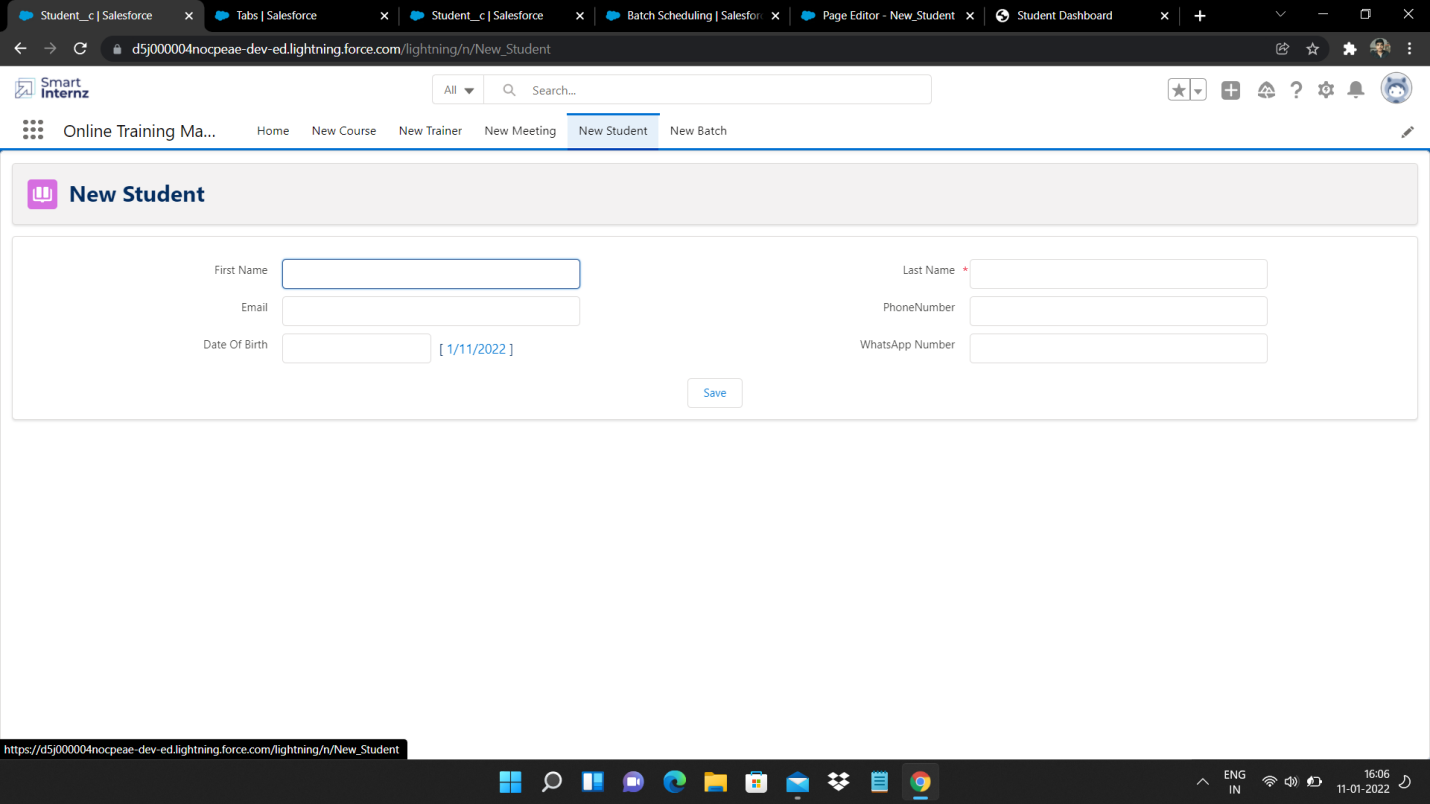 Student__c | Salesforce
Tabs | Salesforce
Student__c | Salesforce
Batch Scheduling | Salesfor
Page Editor - New_Student
Student Dashboard
d5j000004nocpeae-dev-ed.lightning.force.com/lightning/n/New_Student
Smart
Internz
All
Search...
Online Training Ma...
Home
New Course
New Trainer
New Meeting
New Student
New Batch
New Student
First Name
Last Name *
Email
PhoneNumber
Date Of Birth
[ 1/11/2022 ]
WhatsApp Number
Save
https://d5j000004nocpeae-dev-ed.lightning.force.com/lightning/n/New_Student
ENG
IN
16:06
11-01-2022